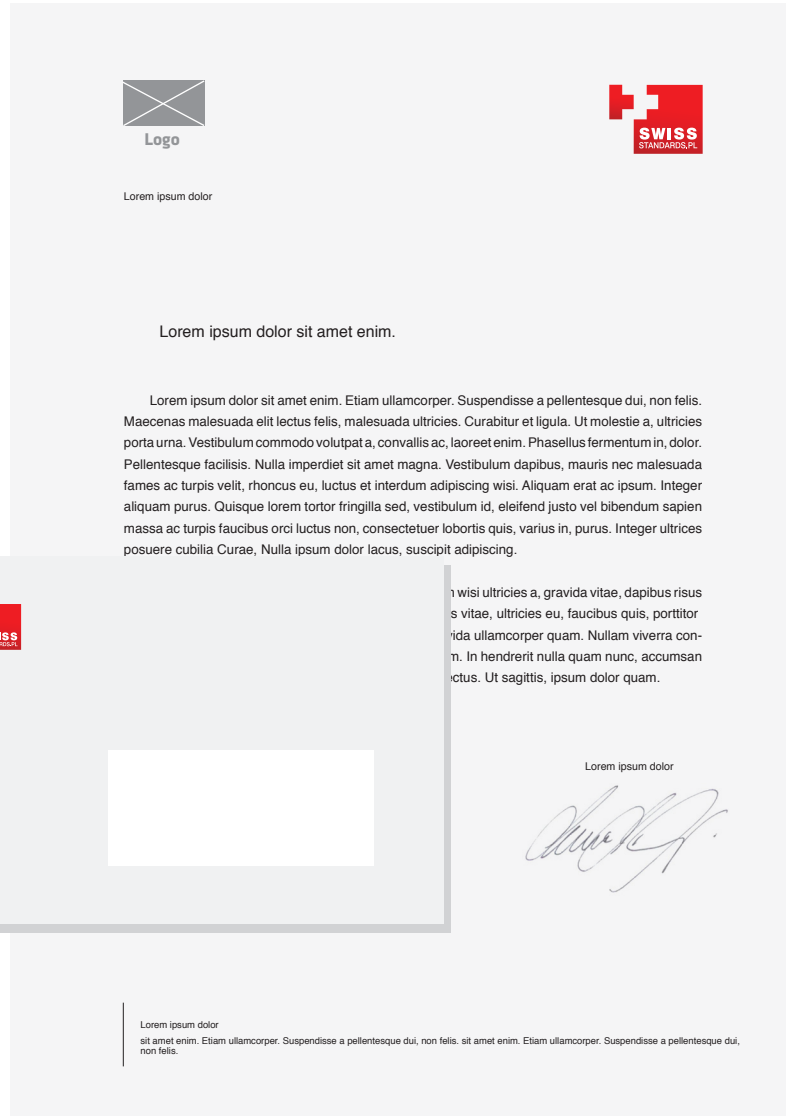 Logo
SWISS
STANDARDS.PL
Lorem ipsum dolor
Lorem ipsum dolor sit amet enim.
Lorem ipsum dolor sit amet enim. Etiam ullamcorper. Suspendisse a pellentesque dui, non felis.
Maecenas malesuada elit lectus felis, malesuada ultricies. Curabitur et ligula. Ut molestie a, ultricies
porta urna. Vestibulum commodo volutpat a, convallis ac, laoreet enim. Phasellus fermentum in, dolor.
Pellentesque facilisis. Nulla imperdiet sit amet magna. Vestibulum dapibus, mauris nec malesuada
fames ac turpis velit, rhoncus eu, luctus et interdum adipiscing wisi. Aliquam erat ac ipsum. Integer
aliquam purus. Quisque lorem tortor fringilla sed, vestibulum id, eleifend justo vel bibendum sapien
massa ac turpis faucibus orci luctus non, consectetuer lobortis quis, varius in, purus. Integer ultrices
posuere cubilia Curae, Nulla ipsum dolor lacus, suscipit adipiscing.
wisi ultricies a, gravida vitae, dapibus risus
vitae, ultricies eu, faucibus quis, porttitor
ullamcorper quam. Nullam viverra con-
In hendrerit nulla quam nunc, accumsan
Ut sagittis, ipsum dolor quam.
Lorem ipsum dolor
Lorem ipsum dolor
sit amet enim. Etiam ullamcorper. Suspendisse a pellentesque dui, non felis. sit amet enim. Etiam ullamcorper. Suspendisse a pellentesque dui,
non felis.